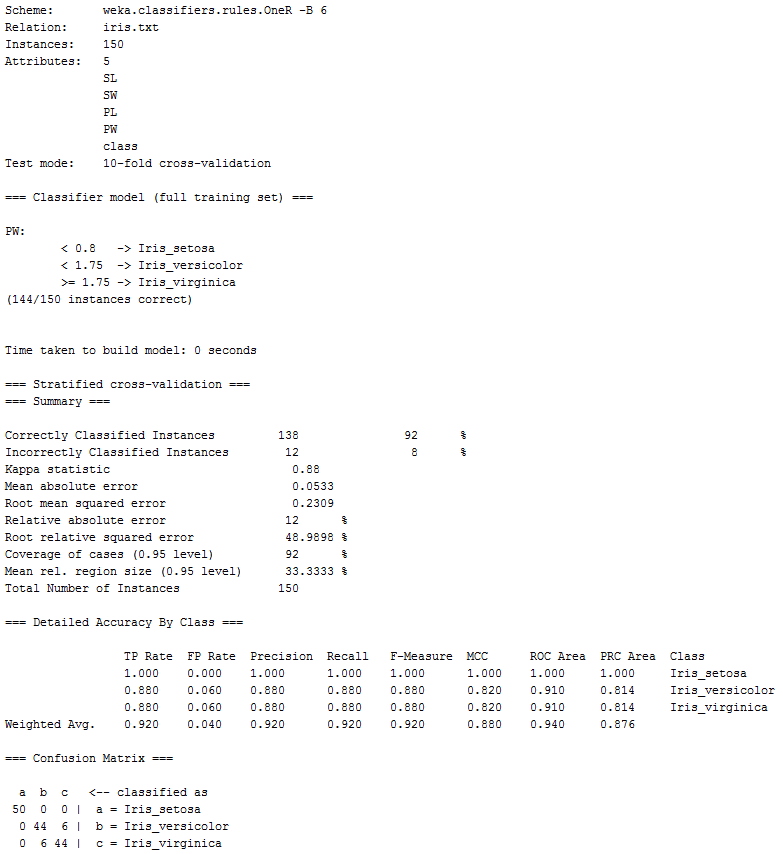 Scheme:       weka.classifiers.rules.OneR -B 6
Relation:     iris.txt
Instances:    150
Attributes:   5
              SL
              SW
              PL
              PW
              class
Test mode:    10-fold cross-validation

=== Classifier model (full training set) ===

PW:
        < 0.8   -> Iris_setosa
        < 1.75  -> Iris_versicolor
        >= 1.75 -> Iris_virginica
(144/150 instances correct)


Time taken to build model: 0 seconds

=== Stratified cross-validation ===
=== Summary ===

Correctly Classified Instances         138               92      %
Incorrectly Classified Instances        12                8      %
Kappa statistic                          0.88
Mean absolute error                      0.0533
Root mean squared error                  0.2309
Relative absolute error                 12      %
Root relative squared error             48.9898 %
Coverage of cases (0.95 level)          92      %
Mean rel. region size (0.95 level)      33.3333 %
Total Number of Instances              150

=== Detailed Accuracy By Class ===

                 TP Rate  FP Rate  Precision  Recall   F-Measure  MCC      ROC Area  PRC Area  Class
                 1.000    0.000    1.000      1.000    1.000      1.000    1.000     1.000     Iris_setosa
                 0.880    0.060    0.880      0.880    0.880      0.820    0.910     0.814     Iris_versicolor
                 0.880    0.060    0.880      0.880    0.880      0.820    0.910     0.814     Iris_virginica
Weighted Avg.    0.920    0.040    0.920      0.920    0.920      0.880    0.940     0.876

=== Confusion Matrix ===

  a  b  c   <-- classified as
 50  0  0 |  a = Iris_setosa
  0 44  6 |  b = Iris_versicolor
  0  6 44 |  c = Iris_virginica